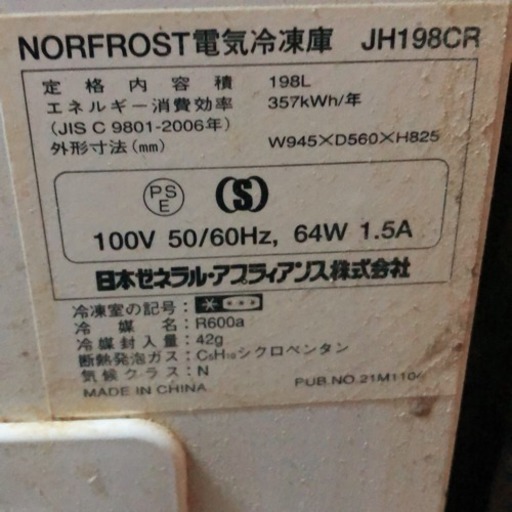 NORFROST電気冷凍庫 JH198CR
定格内容積 198L
エネルギー消費効率 357kWh/年
(JIS C 9801-2006年)
外形寸法(mm) W945×D560×H825
PS
E
(S)
100V 50/60Hz, 64W 1.5A
日本ゼネラル・アプライアンス株式会社
冷凍室の記号:
冷媒名: R600a
冷媒封入量: 42g
断熱発泡ガス: C5H10シクロペンタン
気候クラス: N
MADE IN CHINA PUB.NO.21M110